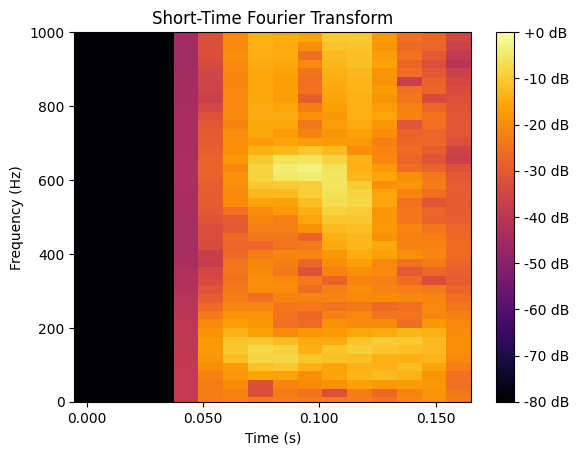 Short-Time Fourier Transform
1000
800
600
400
200
0
Frequency (Hz)
0.000
0.050
0.100
0.150
Time (s)
+0 dB
-10 dB
-20 dB
-30 dB
-40 dB
-50 dB
-60 dB
-70 dB
-80 dB